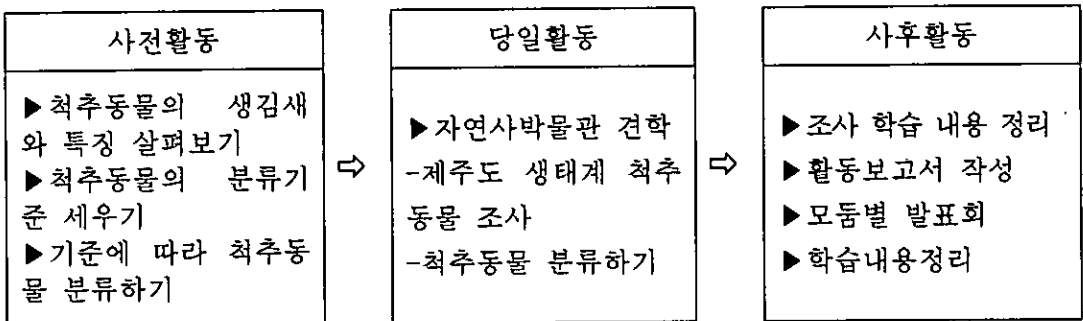 사전활동
▶척추동물의 생김새
와 특징 살펴보기
▶척추동물의 분류기
준 세우기
▶기준에 따라 척추동
물 분류하기
⇨
당일활동
▶자연사박물관 견학
-제주도 생태계 척추
동물 조사
-척추동물 분류하기
⇨
사후활동
▶조사 학습 내용 정리
▶활동보고서 작성
▶모둠별 발표회
▶학습내용정리